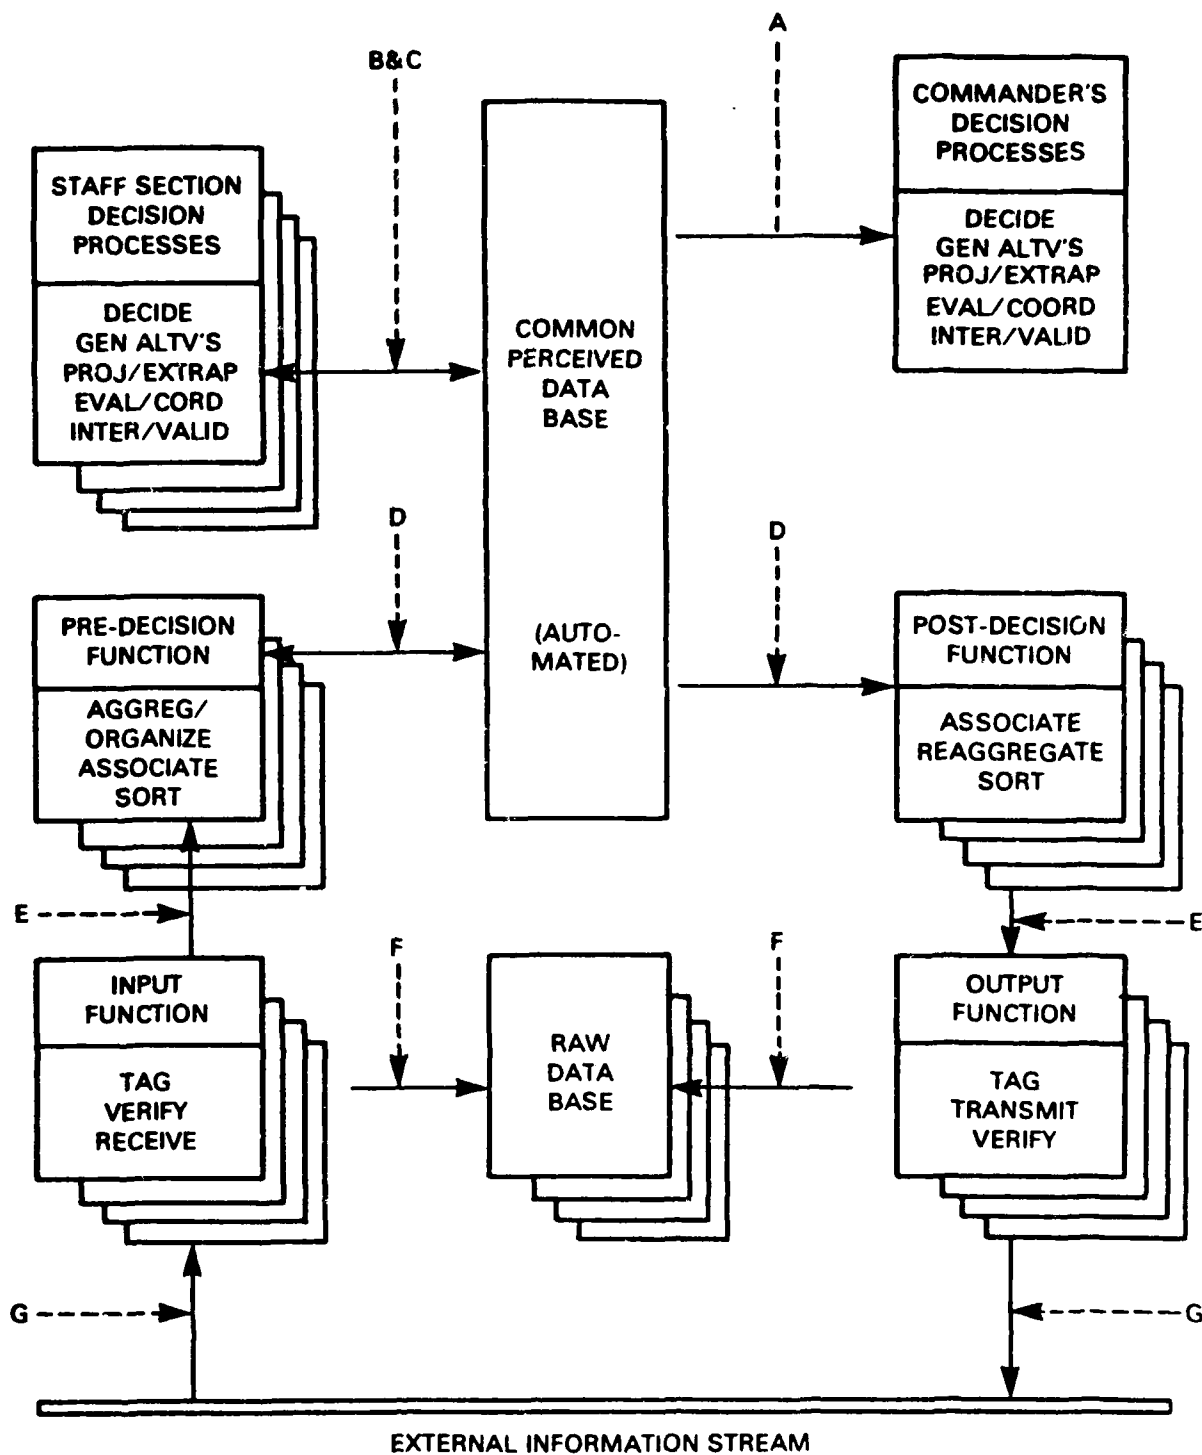 A
B&C
COMMANDER'S
DECISION
PROCESSES
DECIDE
GEN ALTV'S
PROJ/EXTRAP
EVAL/COORD
INTER/VALID
STAFF SECTION
DECISION
PROCESSES
DECIDE
GEN ALTV'S
PROJ/EXTRAP
EVAL/CORD
INTER/VALID
COMMON
PERCEIVED
DATA
BASE
(AUTO-
MATED)
D
D
PRE-DECISION
FUNCTION
AGGREG/
ORGANIZE
ASSOCIATE
SORT
POST-DECISION
FUNCTION
ASSOCIATE
REAGGREGATE
SORT
E
E
INPUT
FUNCTION
TAG
VERIFY
RECEIVE
F
RAW
DATA
BASE
F
OUTPUT
FUNCTION
TAG
TRANSMIT
VERIFY
G
G
EXTERNAL INFORMATION STREAM